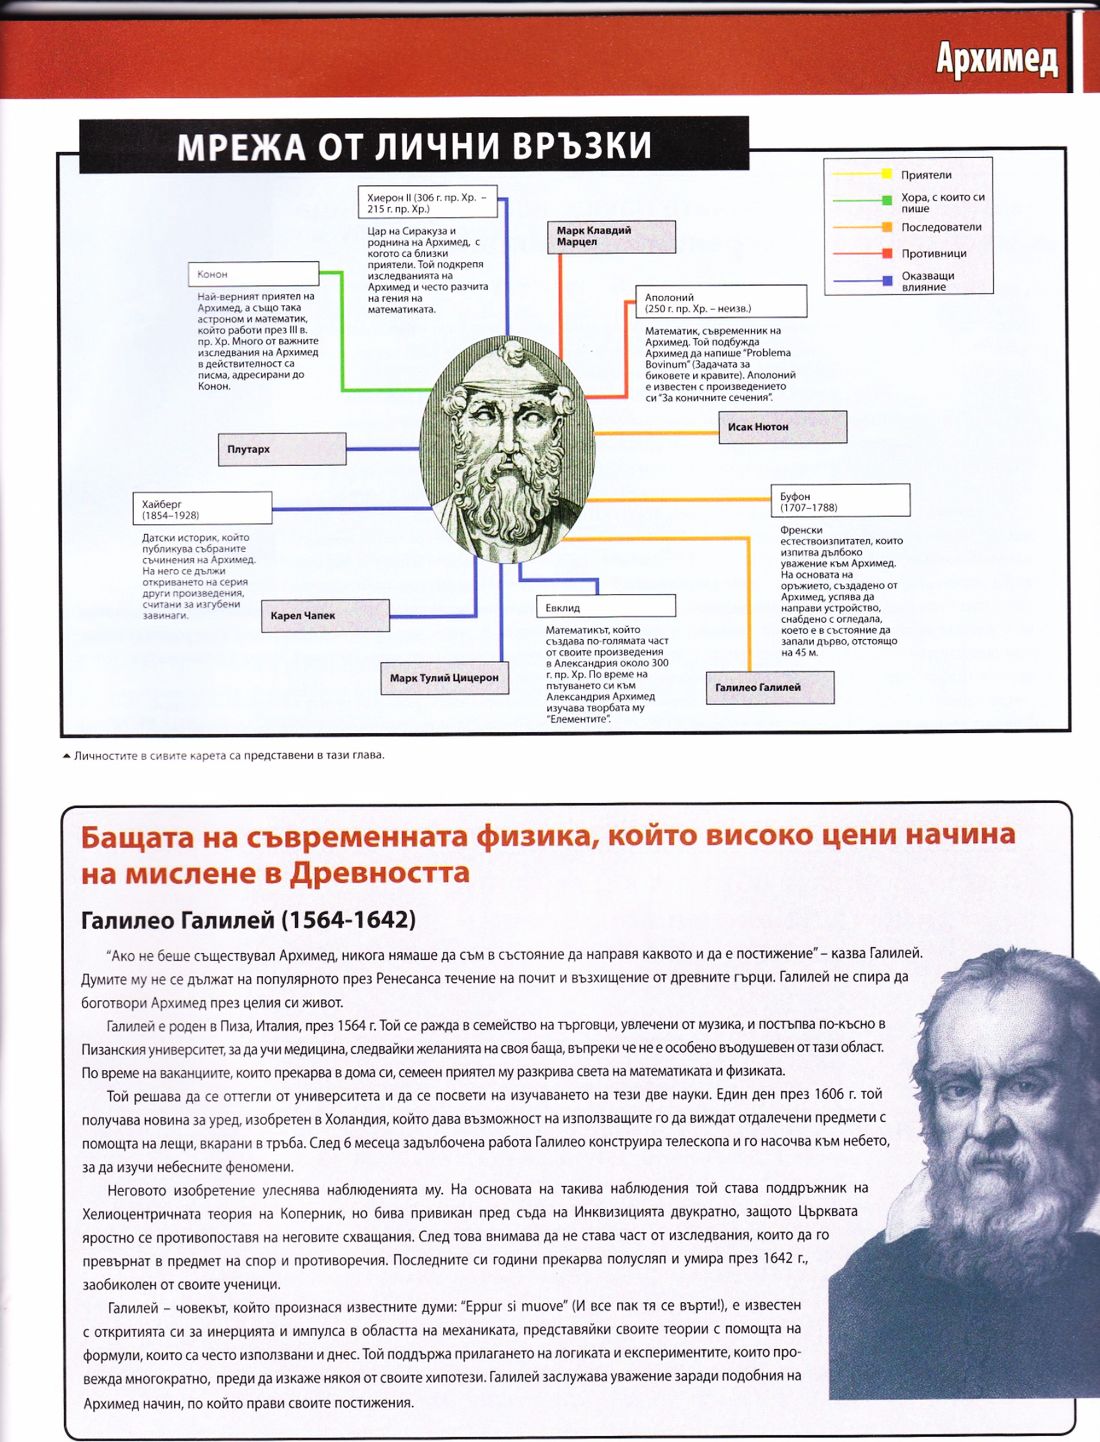 Архимед
МРЕЖА ОТ ЛИЧНИ ВРЪЗКИ
Приятели
Хора, с които си
пише
Последователи
Противници
Оказващи
влияние
Хиерон II (306 г. пр. Хр. –
215 г. пр. Хр.)
Цар на Сиракуза и
роднина на Архимед, с
когото са близки
приятели. Той подкрепя
изследванията на
Архимед и често разчита
на гения на
математиката.
Марк Клавдий
Марцел
Конон
Най-верният приятел на
Архимед, а също така
астроном и математик,
който работи през III в.
пр. Хр. Много от важните
изследвания на Архимед
в действителност са
писма, адресирани до
Конон.
Аполоний
(250 г. пр. Хр. – неизв.)
Математик, съвременник на
Архимед. Той подбужда
Архимед да напише “Problema
Bovinum” (Задачата за
биковете и кравите). Аполоний
е известен с произведението
си “За коничните сечения”.
Исак Нютон
Плутарх
Хайберг
(1854–1928)
Датски историк, който
публикува събраните
съчинения на Архимед.
На него се дължи
откриването на серия
други произведения,
считани за изгубени
завинаги.
Буфон
(1707–1788)
Френски
естествоизпитател, които
изпитва дълбоко
уважение към Архимед.
На основата на
оръжието, създадено от
Архимед, успява да
направи устройство,
снабдено с огледала,
което е в състояние да
запали дърво, отстоящо
на 45 м.
Карел Чапек
Евклид
Математикът, който
създава по-голямата част
от своите произведения
в Александрия около 300
г. пр. Хр. По време на
пътуването си към
Александрия Архимед
изучава творбата му
“Елементите”.
Марк Тулий Цицерон
Галилео Галилей
Личностите в сивите карета са представени в тази глава.
Бащата на съвременната физика, който високо цени начина
на мислене в Древността
Галилео Галилей (1564-1642)
“Ако не беше съществувал Архимед, никога нямаше да съм в състояние да направя каквото и да е постижение” – казва Галилей.
Думите му не се дължат на популярното през Ренесанса течение на почит и възхищение от древните гърци. Галилей не спира да
боготвори Архимед през целия си живот.
Галилей е роден в Пиза, Италия, през 1564 г. Той се ражда в семейство на търговци, увлечени от музика, и постъпва по-късно в
Пизанския университет, за да учи медицина, следвайки желанията на своя баща, въпреки че не е особено въодушевен от тази област.
По време на ваканциите, които прекарва в дома си, семеен приятел му разкрива света на математиката и физиката.
Той решава да се оттегли от университета и да се посвети на изучаването на тези две науки. Един ден през 1606 г. той
получава новина за уред, изобретен в Холандия, който дава възможност на използващите го да виждат отдалечени предмети с
помощта на лещи, вкарани в тръба. След 6 месеца задълбочена работа Галилео конструира телескопа и го насочва към небето,
за да изучи небесните феномени.
Неговото изобретение улеснява наблюденията му. На основата на такива наблюдения той става поддръжник на
Хелиоцентричната теория на Коперник, но бива привикан пред съда на Инквизицията двукратно, защото Църквата
яростно се противопоставя на неговите схващания. След това внимава да не става част от изследвания, които да го
превърнат в предмет на спор и противоречия. Последните си години прекарва полусляп и умира през 1642 г.,
заобиколен от своите ученици.
Галилей – човекът, който произнася известните думи: “Eppur si muove” (И все пак тя се върти!), е известен
с откритията си за инерцията и импулса в областта на механиката, представяйки своите теории с помощта на
формули, които са често използвани и днес. Той поддържа прилагането на логиката и експериментите, които про-
вежда многократно, преди да изкаже някоя от своите хипотези. Галилей заслужава уважение заради подобния на
Архимед начин, по който прави своите постижения.